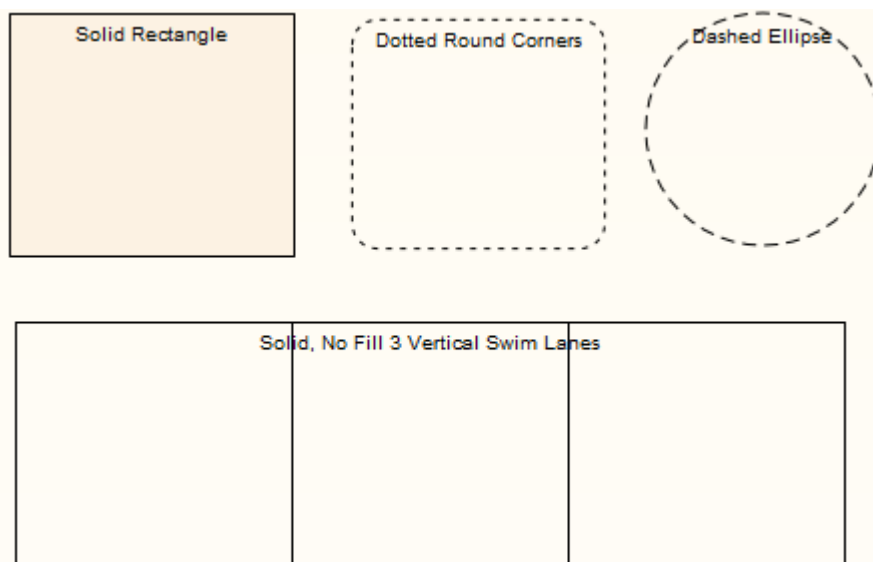 Solid Rectangle
Dotted Round Corners
Dashed Ellipse
Solid, No Fill 3 Vertical Swim Lanes